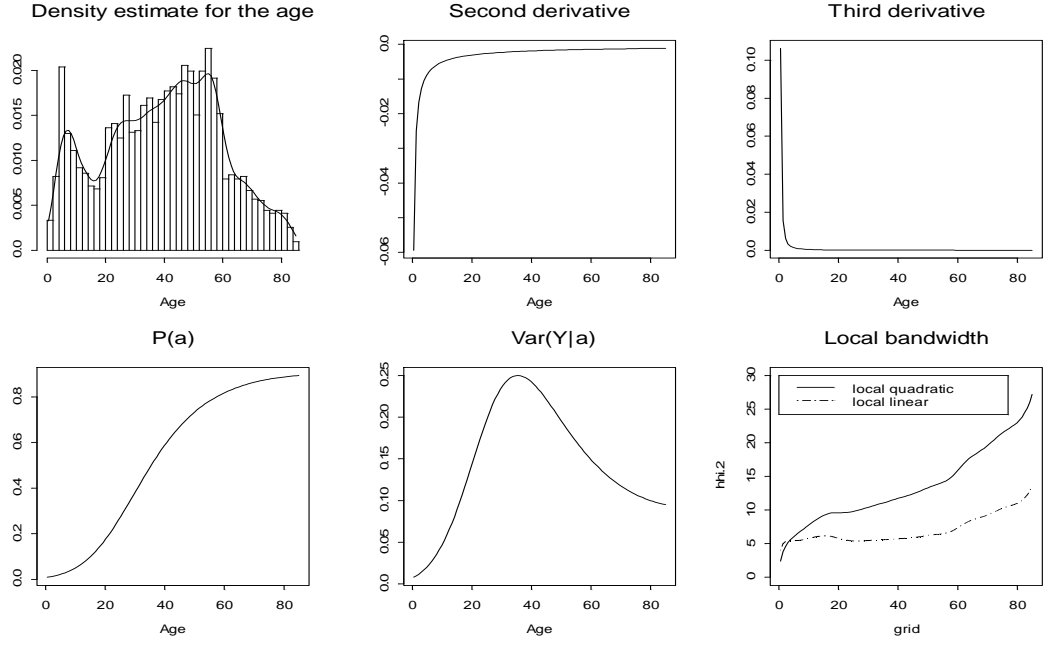 Density estimate for the age
0.0 0.005 0.010 0.015 0.020
0 20 40 60 80
Age
Second derivative
-0.06 -0.04 -0.02 0.0
0 20 40 60 80
Age
Third derivative
0.0 0.02 0.04 0.06 0.08 0.10
0 20 40 60 80
Age
P(a)
0.0 0.2 0.4 0.6 0.8
0 20 40 60 80
Age
Var(Y|a)
0.0 0.05 0.10 0.15 0.20 0.25
0 20 40 60 80
Age
Local bandwidth
hhi.2
0 5 10 15 20 25 30
local quadratic
local linear
0 20 40 60 80
grid